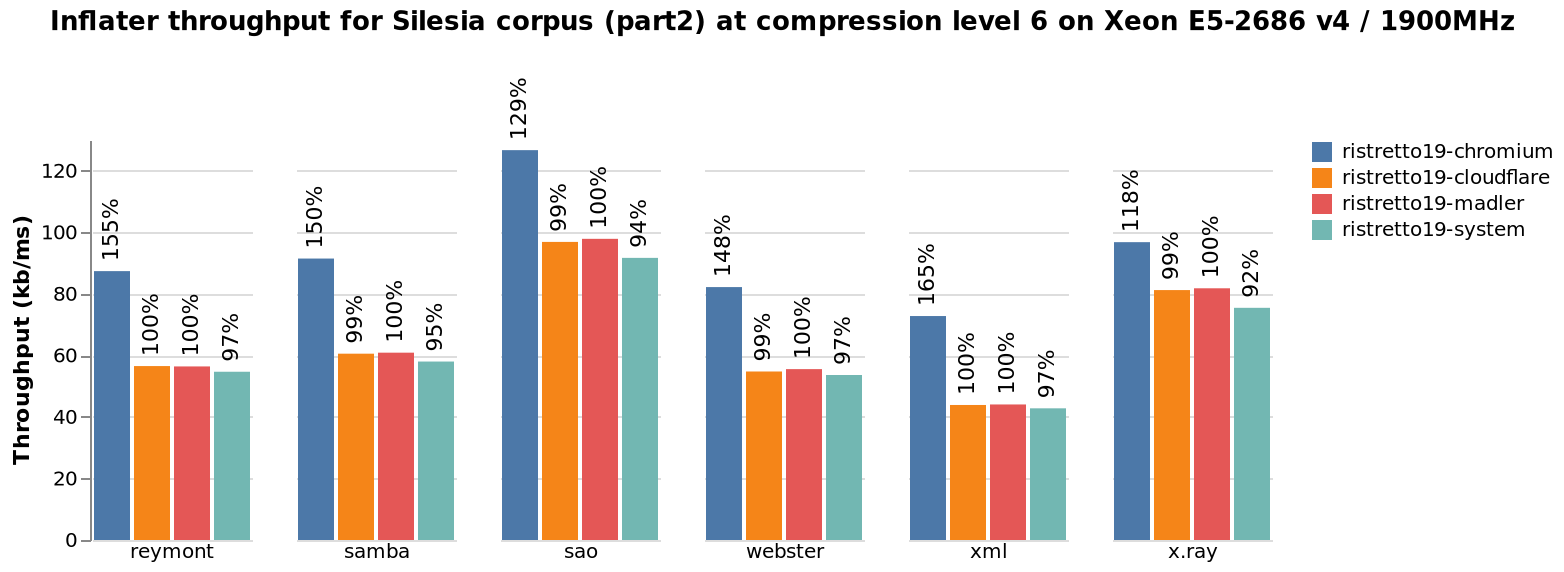 Inflater throughput for Silesia corpus (part2) at compression level 6 on Xeon E5-2686 v4 / 1900MHz
Throughput (kb/ms)
120
100
80
60
40
20
0
155%
100%
100%
97%
reymont
150%
99%
100%
95%
samba
129%
99%
100%
94%
sao
148%
99%
100%
97%
webster
165%
100%
100%
97%
xml
118%
99%
100%
92%
x.ray
ristretto19-chromium
ristretto19-cloudflare
ristretto19-madler
ristretto19-system